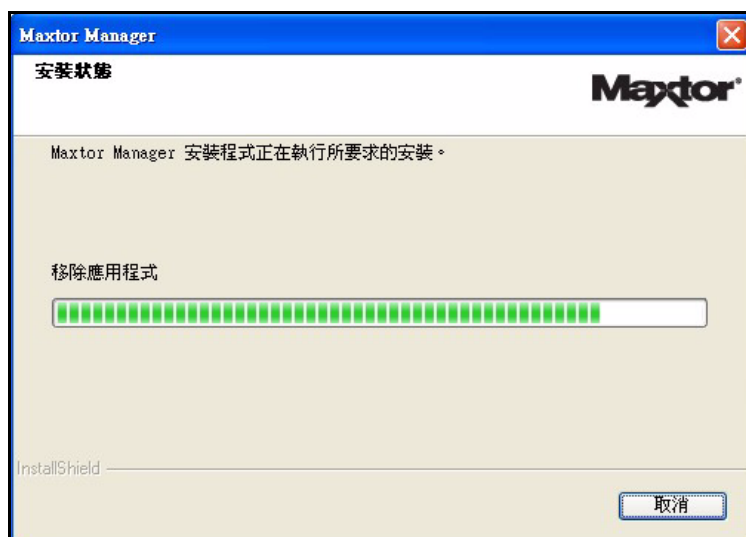 Maxtor Manager
安裝狀態
Maxtor
Maxtor Manager 安裝程式正在執行所要求的安裝。
移除應用程式
InstallShield
取消